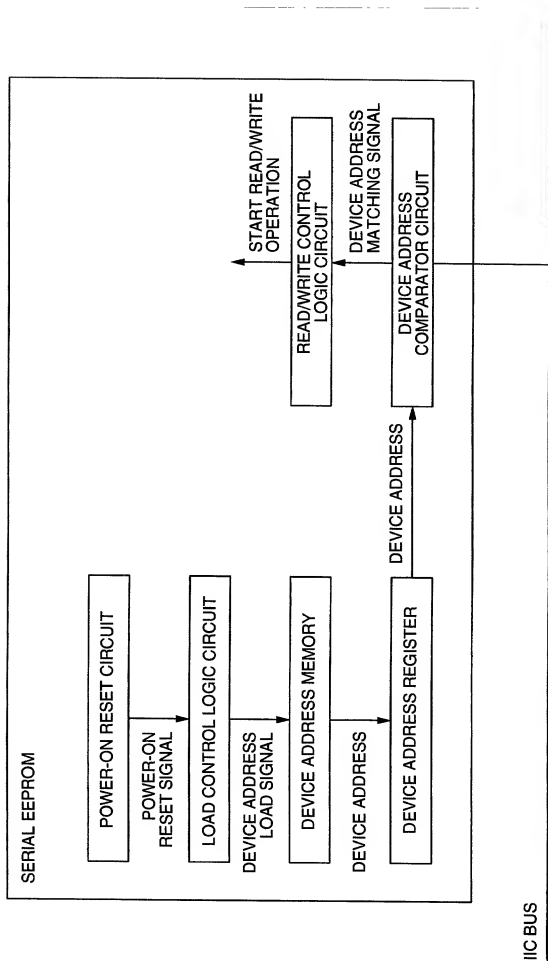 SERIAL EEPROM
POWER-ON RESET CIRCUIT
POWER-ON
RESET SIGNAL
LOAD CONTROL LOGIC CIRCUIT
DEVICE ADDRESS
LOAD SIGNAL
DEVICE ADDRESS MEMORY
DEVICE ADDRESS
DEVICE ADDRESS REGISTER
DEVICE ADDRESS
START READ/WRITE
OPERATION
READ/WRITE CONTROL
LOGIC CIRCUIT
DEVICE ADDRESS
MATCHING SIGNAL
DEVICE ADDRESS
COMPARATOR CIRCUIT
IIC BUS